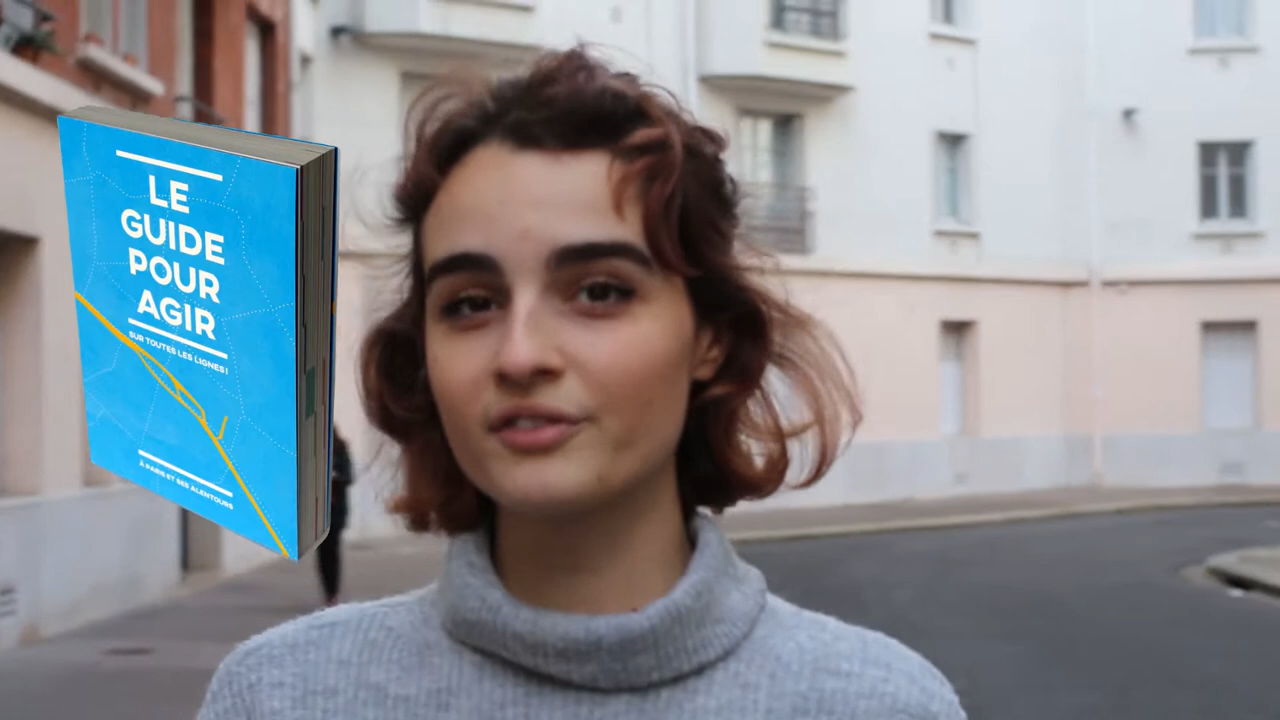 LE
GUIDE
POUR
AGIR
SUR TOUTES LES LIGNES !
À PARIS ET SES ALENTOURS